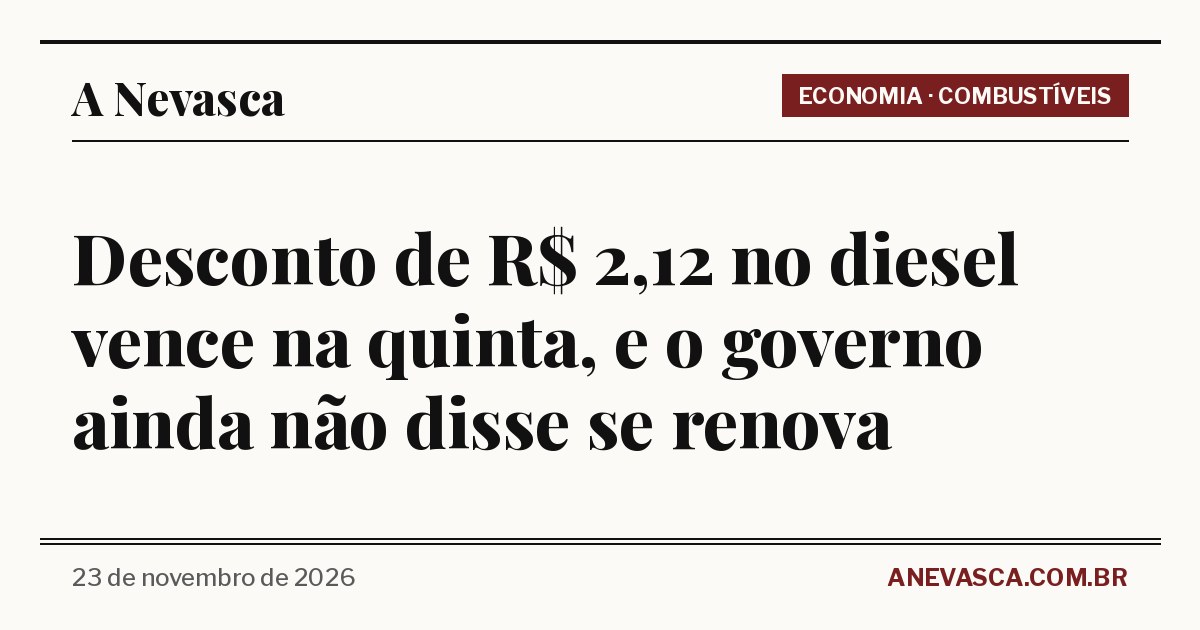 A Nevasca
ECONOMIA · COMBUSTÍVEIS
Desconto de R$ 2,12 no diesel
vence na quinta, e o governo
ainda não disse se renova
23 de novembro de 2026
ANEVASCA.COM.BR